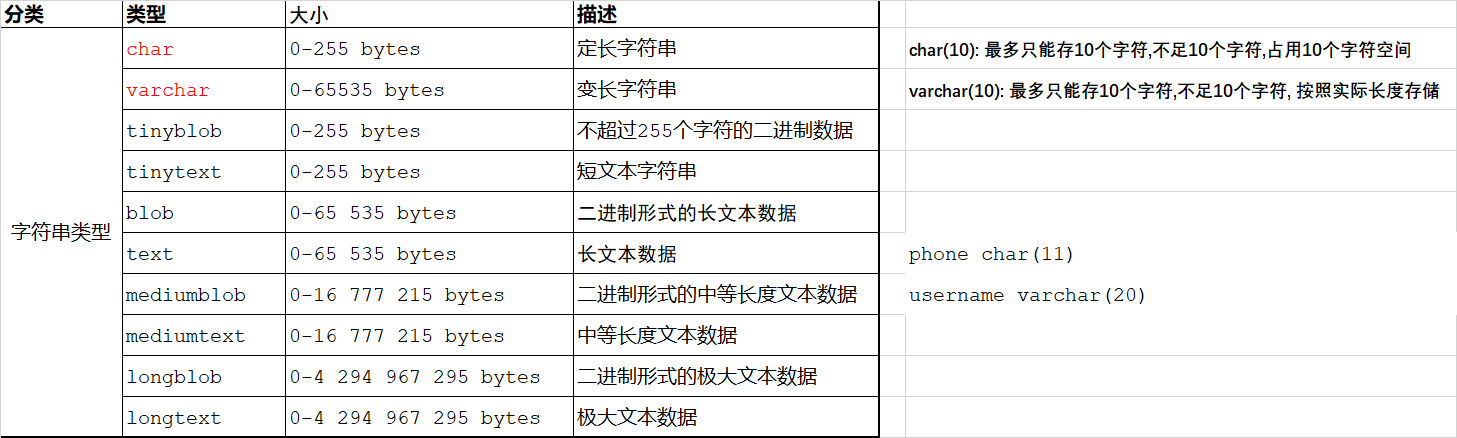 分类 类型 大小 描述
char 0-255 bytes 定长字符串 char(10): 最多只能存10个字符,不足10个字符,占用10个字符空间
varchar 0-65535 bytes 变长字符串 varchar(10): 最多只能存10个字符,不足10个字符, 按照实际长度存储
tinyblob 0-255 bytes 不超过255个字符的二进制数据
tinytext 0-255 bytes 短文本字符串
blob 0-65 535 bytes 二进制形式的长文本数据
字符串类型
text 0-65 535 bytes 长文本数据 phone char(11)
mediumblob 0-16 777 215 bytes 二进制形式的中等长度文本数据 username varchar(20)
mediumtext 0-16 777 215 bytes 中等长度文本数据
longblob 0-4 294 967 295 bytes 二进制形式的极大文本数据
longtext 0-4 294 967 295 bytes 极大文本数据